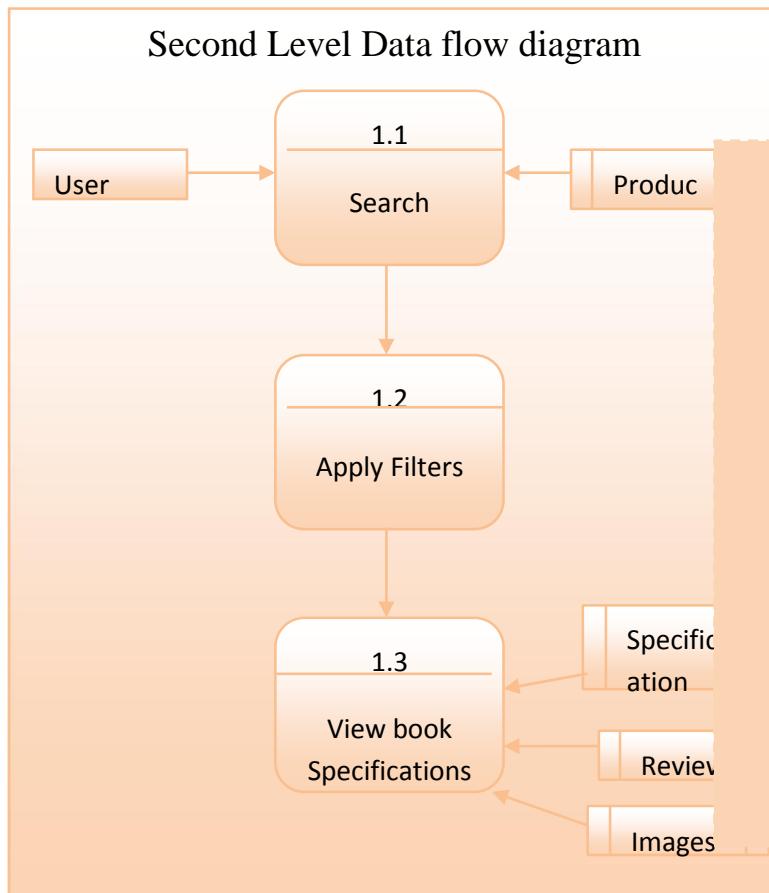 Second Level Data flow diagram
1.1
User
Search
Produc
1.2
Apply Filters
1.3
View book
Specifications
Specific
ation
Review
Images